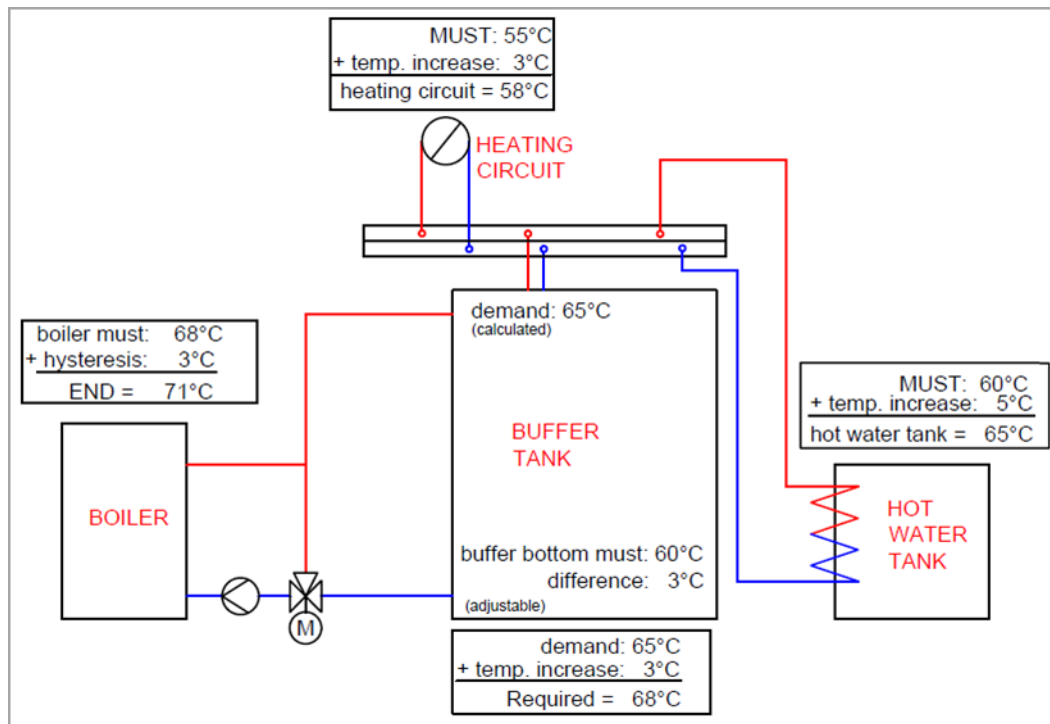 MUST: 55°C
+ temp. increase: 3°C
heating circuit = 58°C
HEATING
CIRCUIT
demand: 65°C
(calculated)
boiler must: 68°C
+ hysteresis: 3°C
END = 71°C
MUST: 60°C
+ temp. increase: 5°C
hot water tank = 65°C
BUFFER
TANK
BOILER
HOT
WATER
TANK
buffer bottom must: 60°C
difference: 3°C
(adjustable)
M
demand: 65°C
+ temp. increase: 3°C
Required = 68°C